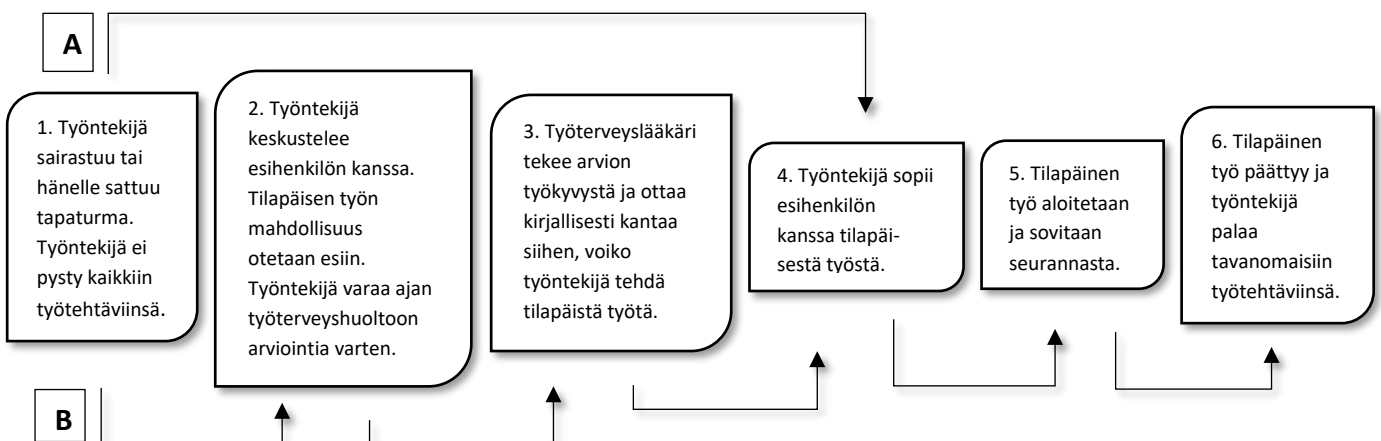 A
1. Työntekijä
sairastuu tai
hänelle sattuu
tapaturma.
Työntekijä ei
pysty kaikkiin
työtehtäviinsä.
2. Työntekijä
keskustelee
esihenkilön kanssa.
Tilapäisen työn
mahdollisuus
otetaan esiin.
Työntekijä varaa ajan
työterveyshuoltoon
arviointia varten.
3. Työterveyslääkäri
tekee arvion
työkyvystä ja ottaa
kirjallisesti kantaa
siihen, voiko
työntekijä tehdä
tilapäistä työtä.
4. Työntekijä sopii
esihenkilön
kanssa tilapäi-
sestä työstä.
5. Tilapäinen
työ aloitetaan
ja sovitaan
seurannasta.
6. Tilapäinen
työ päättyy ja
työntekijä
palaa
tavanomaisiin
työtehtäviinsä.
B